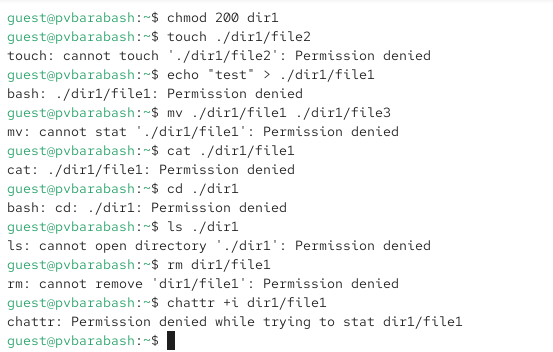 guest@pvbarabash:~$ chmod 200 dir1
guest@pvbarabash:~$ touch ./dir1/file2
touch: cannot touch './dir1/file2': Permission denied
guest@pvbarabash:~$ echo "test" > ./dir1/file1
bash: ./dir1/file1: Permission denied
guest@pvbarabash:~$ mv ./dir1/file1 ./dir1/file3
mv: cannot stat './dir1/file1': Permission denied
guest@pvbarabash:~$ cat ./dir1/file1
cat: ./dir1/file1: Permission denied
guest@pvbarabash:~$ cd ./dir1
bash: cd: ./dir1: Permission denied
guest@pvbarabash:~$ ls ./dir1
ls: cannot open directory './dir1': Permission denied
guest@pvbarabash:~$ rm dir1/file1
rm: cannot remove 'dir1/file1': Permission denied
guest@pvbarabash:~$ chattr +i dir1/file1
chattr: Permission denied while trying to stat dir1/file1
guest@pvbarabash:~$